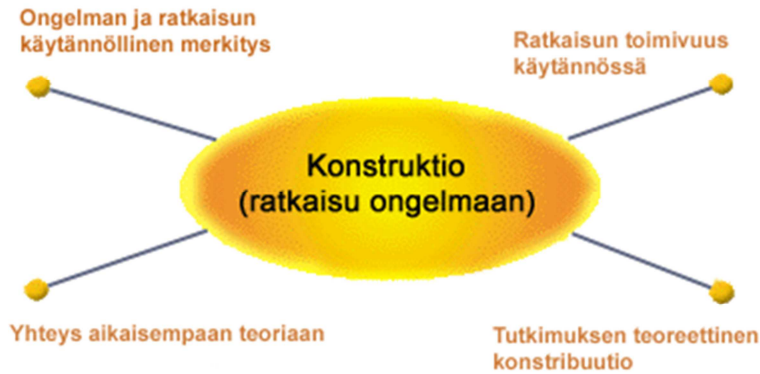 Ongelman ja ratkaisun
käytännöllinen merkitys
Ratkaisun toimivuus
käytännössä
Konstruktio
(ratkaisu ongelmaan)
Yhteys aikaisempaan teoriaan
Tutkimuksen teoreettinen
konstribuutio